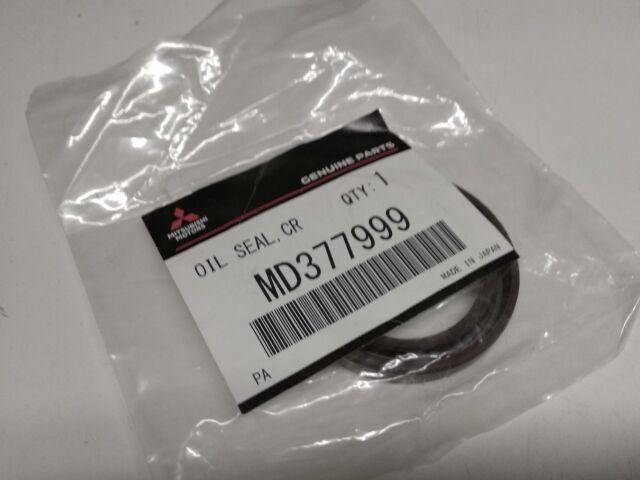 GENUINE PARTS
MITSUBISHI
MOTORS
OIL SEAL, CR
QTY: 1
MD377999
MADE IN JAPAN
PA